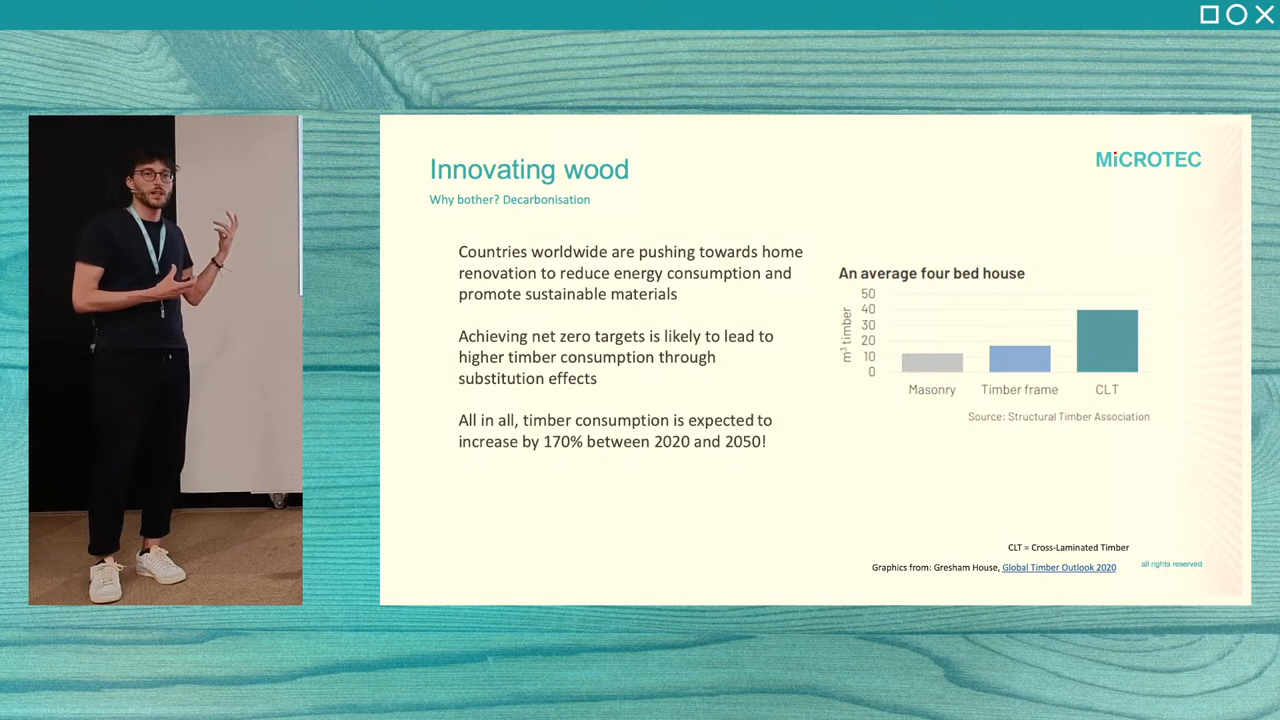 Innovating wood
MiCROTEC
Why bother? Decarbonisation
Countries worldwide are pushing towards home
renovation to reduce energy consumption and
promote sustainable materials
Achieving net zero targets is likely to lead to
higher timber consumption through
substitution effects
All in all, timber consumption is expected to
increase by 170% between 2020 and 2050!
An average four bed house
50
40
30
20
10
0
m³ timber
Masonry
Timber frame
CLT
Source: Structural Timber Association
CLT = Cross-Laminated Timber
Graphics from: Gresham House, Global Timber Outlook 2020
all rights reserved